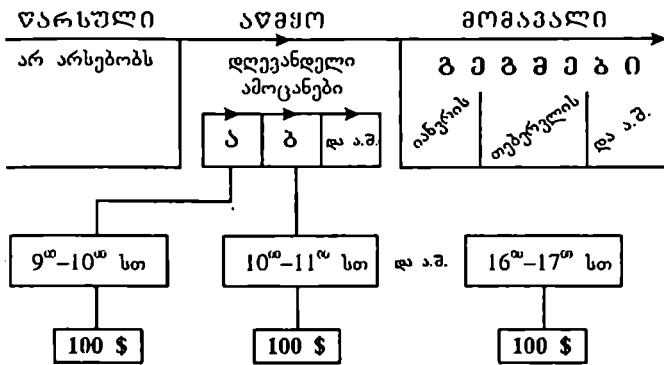 წარსული აწმყო მომავალი
არ არსებობს
დღევანდელი
ამოცანები
გეგმები
ა ბ და ა.შ.
იანვრის თებერვლის და ა.შ.
9⁰⁰–10⁰⁰ სთ 10⁰⁰–11⁰⁰ სთ და ა.შ. 16⁰⁰–17⁰⁰ სთ
100 $ 100 $ 100 $